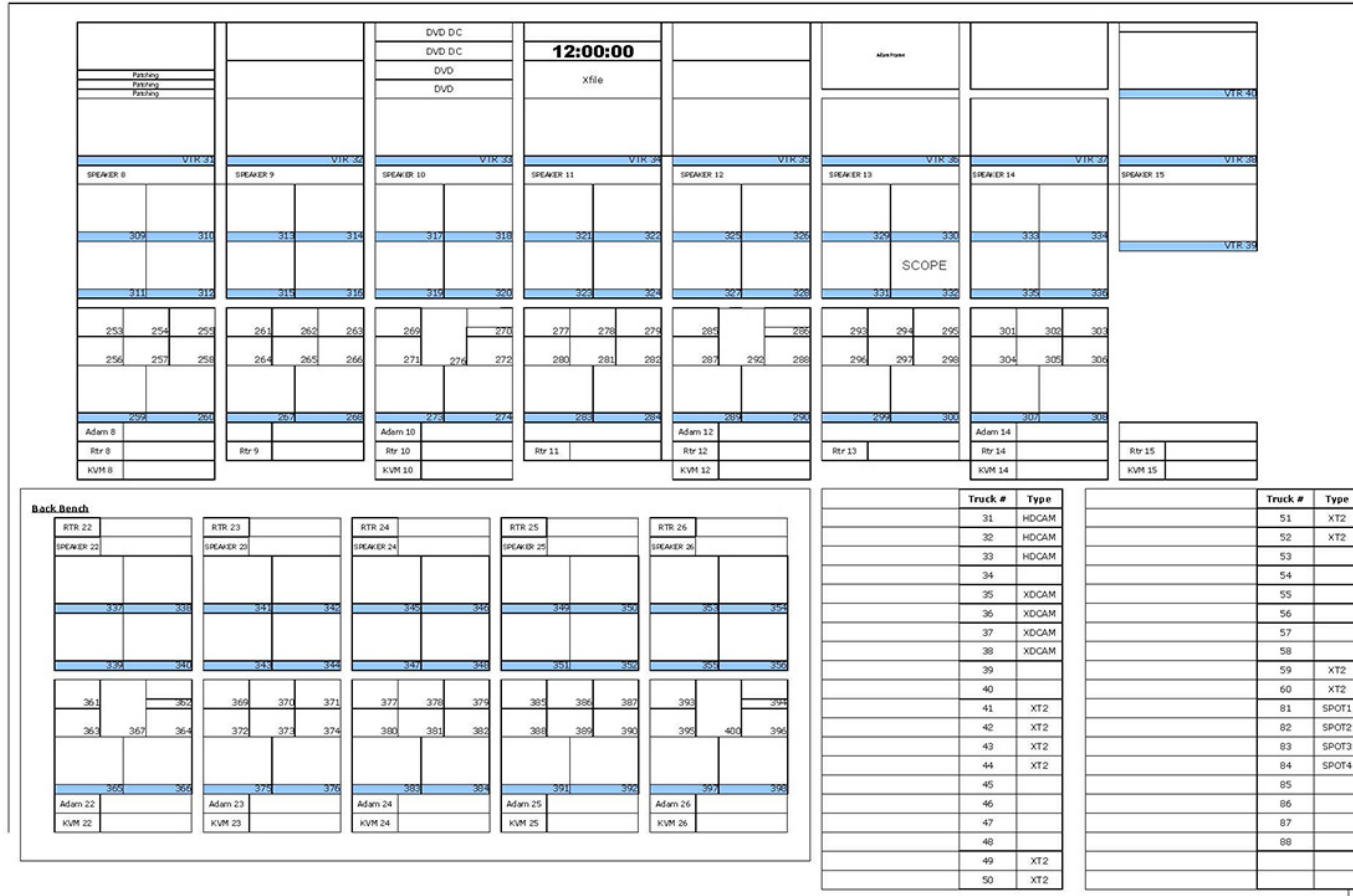 DVD DC
DVD DC 12:00:00 Adam Frame
Patching DVD Xfile
Patching DVD
Patching
VTR 40
VTR 31 VTR 32 VTR 33 VTR 34 VTR 35 VTR 36 VTR 37 VTR 38
SPEAKER 8 SPEAKER 9 SPEAKER 10 SPEAKER 11 SPEAKER 12 SPEAKER 13 SPEAKER 14 SPEAKER 15
309 310 313 314 317 318 321 322 325 326 329 330 333 334
VTR 39
SCOPE
311 312 315 316 319 320 323 324 327 328 331 332 335 336
253 254 255 261 262 263 269 270 277 278 279 285 286 293 294 295 301 302 303
256 257 258 264 265 266 271 276 272 280 281 282 287 292 288 296 297 298 304 305 306
259 260 267 268 273 274 283 284 289 290 299 300 307 308
Adam 8 Adam 10 Adam 12 Adam 14
Rtr 8 Rtr 9 Rtr 10 Rtr 11 Rtr 12 Rtr 13 Rtr 14 Rtr 15
KVM 8 KVM 10 KVM 12 KVM 14 KVM 15
Back Bench
RTR 22 RTR 23 RTR 24 RTR 25 RTR 26
SPEAKER 22 SPEAKER 23 SPEAKER 24 SPEAKER 25 SPEAKER 26
337 338 341 342 345 346 349 350 353 354
339 340 343 344 347 348 351 352 355 356
361 362 369 370 371 377 378 379 385 386 387 393 394
363 367 364 372 373 374 380 381 382 388 389 390 395 400 396
365 366 375 376 383 384 391 392 397 398
Adam 22 Adam 23 Adam 24 Adam 25 Adam 26
KVM 22 KVM 23 KVM 24 KVM 25 KVM 26
Truck # Type
31 HDCAM
32 HDCAM
33 HDCAM
34
35 XDCAM
36 XDCAM
37 XDCAM
38 XDCAM
39
40
41 XT2
42 XT2
43 XT2
44 XT2
45
46
47
48
49 XT2
50 XT2
Truck # Type
51 XT2
52 XT2
53
54
55
56
57
58
59 XT2
60 XT2
81 SPOT1
82 SPOT2
83 SPOT3
84 SPOT4
85
86
87
88